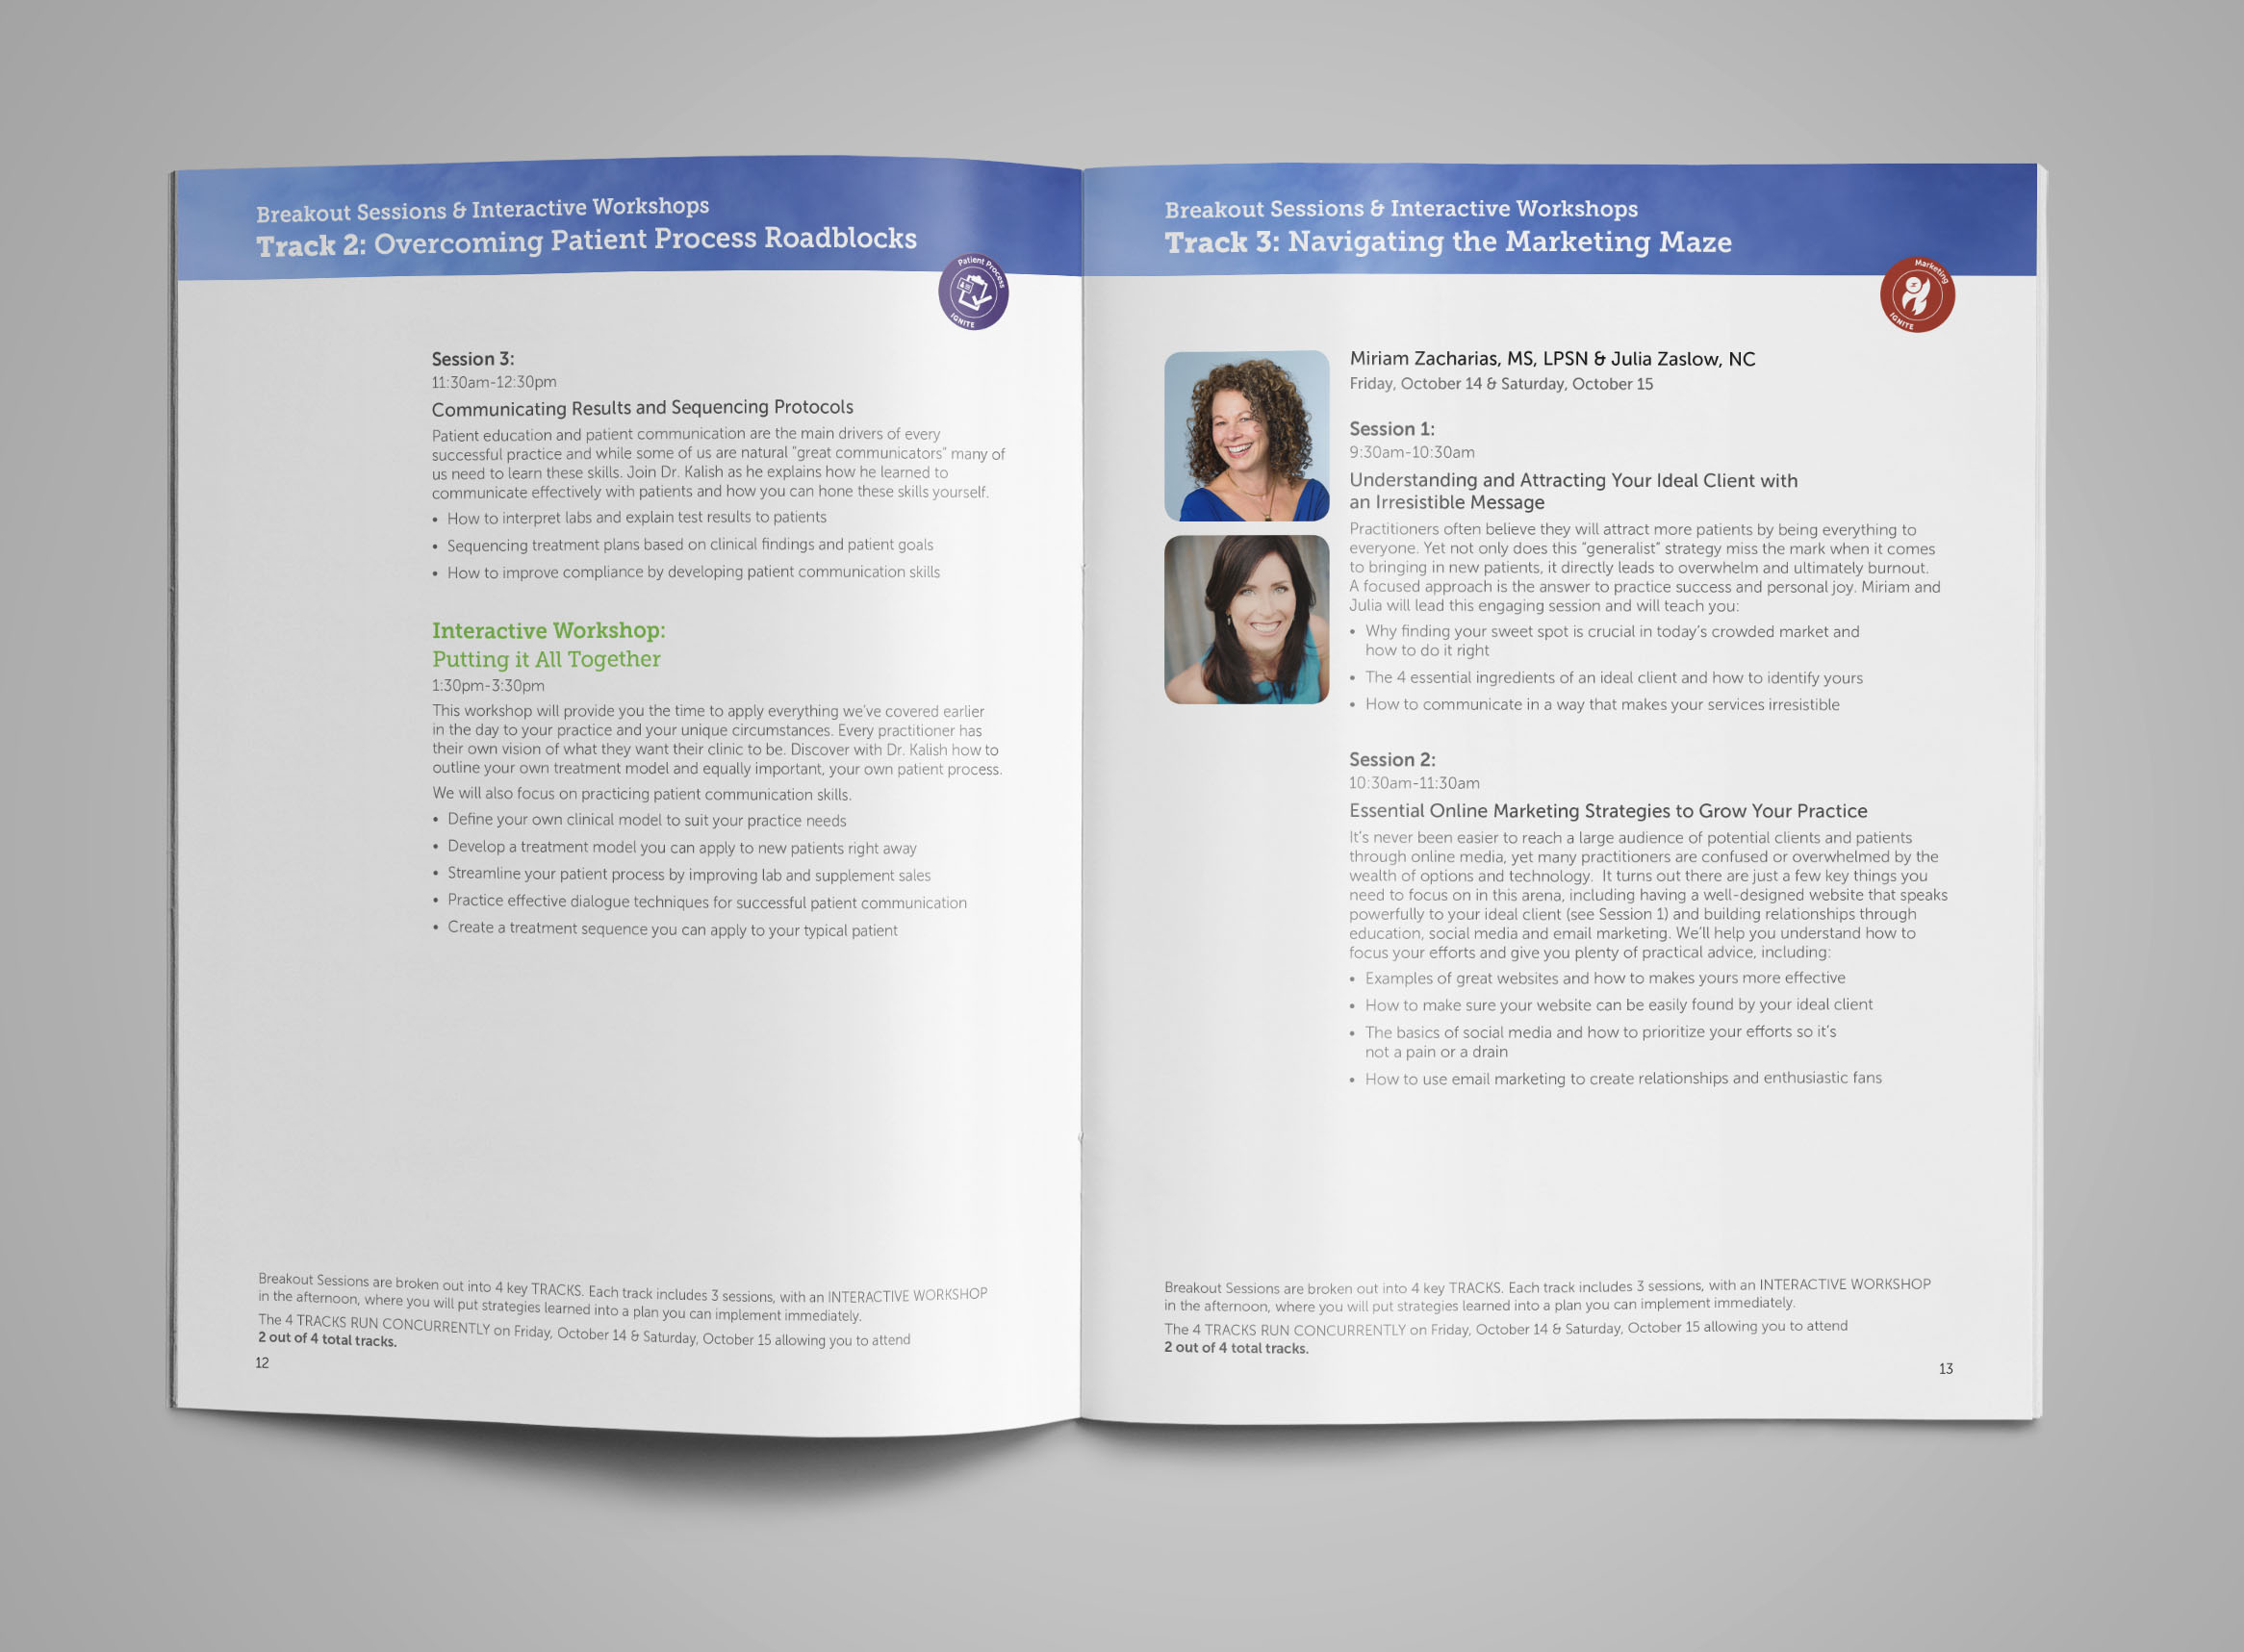 Breakout Sessions & Interactive Workshops
Track 2: Overcoming Patient Process Roadblocks
Patient Process
IGNITE
Session 3:
11:30am-12:30pm
Communicating Results and Sequencing Protocols
Patient education and patient communication are the main drivers of every
successful practice and while some of us are natural "great communicators" many of
us need to learn these skills. Join Dr. Kalish as he explains how he learned to
communicate effectively with patients and how you can hone these skills yourself.
• How to interpret labs and explain test results to patients
• Sequencing treatment plans based on clinical findings and patient goals
• How to improve compliance by developing patient communication skills
Interactive Workshop:
Putting it All Together
1:30pm-3:30pm
This workshop will provide you the time to apply everything we've covered earlier
in the day to your practice and your unique circumstances. Every practitioner has
their own vision of what they want their clinic to be. Discover with Dr. Kalish how to
outline your own treatment model and equally important, your own patient process.
We will also focus on practicing patient communication skills.
• Define your own clinical model to suit your practice needs
• Develop a treatment model you can apply to new patients right away
• Streamline your patient process by improving lab and supplement sales
• Practice effective dialogue techniques for successful patient communication
• Create a treatment sequence you can apply to your typical patient
Breakout Sessions are broken out into 4 key TRACKS. Each track includes 3 sessions, with an INTERACTIVE WORKSHOP
in the afternoon, where you will put strategies learned into a plan you can implement immediately.
The 4 TRACKS RUN CONCURRENTLY on Friday, October 14 & Saturday, October 15 allowing you to attend
2 out of 4 total tracks.
12
Breakout Sessions & Interactive Workshops
Track 3: Navigating the Marketing Maze
Marketing
IGNITE
Miriam Zacharias, MS, LPSN & Julia Zaslow, NC
Friday, October 14 & Saturday, October 15
Session 1:
9:30am-10:30am
Understanding and Attracting Your Ideal Client with
an Irresistible Message
Practitioners often believe they will attract more patients by being everything to
everyone. Yet not only does this "generalist" strategy miss the mark when it comes
to bringing in new patients, it directly leads to overwhelm and ultimately burnout.
A focused approach is the answer to practice success and personal joy. Miriam and
Julia will lead this engaging session and will teach you:
• Why finding your sweet spot is crucial in today's crowded market and
how to do it right
• The 4 essential ingredients of an ideal client and how to identify yours
• How to communicate in a way that makes your services irresistible
Session 2:
10:30am-11:30am
Essential Online Marketing Strategies to Grow Your Practice
It's never been easier to reach a large audience of potential clients and patients
through online media, yet many practitioners are confused or overwhelmed by the
wealth of options and technology. It turns out there are just a few key things you
need to focus on in this arena, including having a well-designed website that speaks
powerfully to your ideal client (see Session 1) and building relationships through
education, social media and email marketing. We'll help you understand how to
focus your efforts and give you plenty of practical advice, including:
• Examples of great websites and how to makes yours more effective
• How to make sure your website can be easily found by your ideal client
• The basics of social media and how to prioritize your efforts so it's
not a pain or a drain
• How to use email marketing to create relationships and enthusiastic fans
Breakout Sessions are broken out into 4 key TRACKS. Each track includes 3 sessions, with an INTERACTIVE WORKSHOP
in the afternoon, where you will put strategies learned into a plan you can implement immediately.
The 4 TRACKS RUN CONCURRENTLY on Friday, October 14 & Saturday, October 15 allowing you to attend
2 out of 4 total tracks.
13